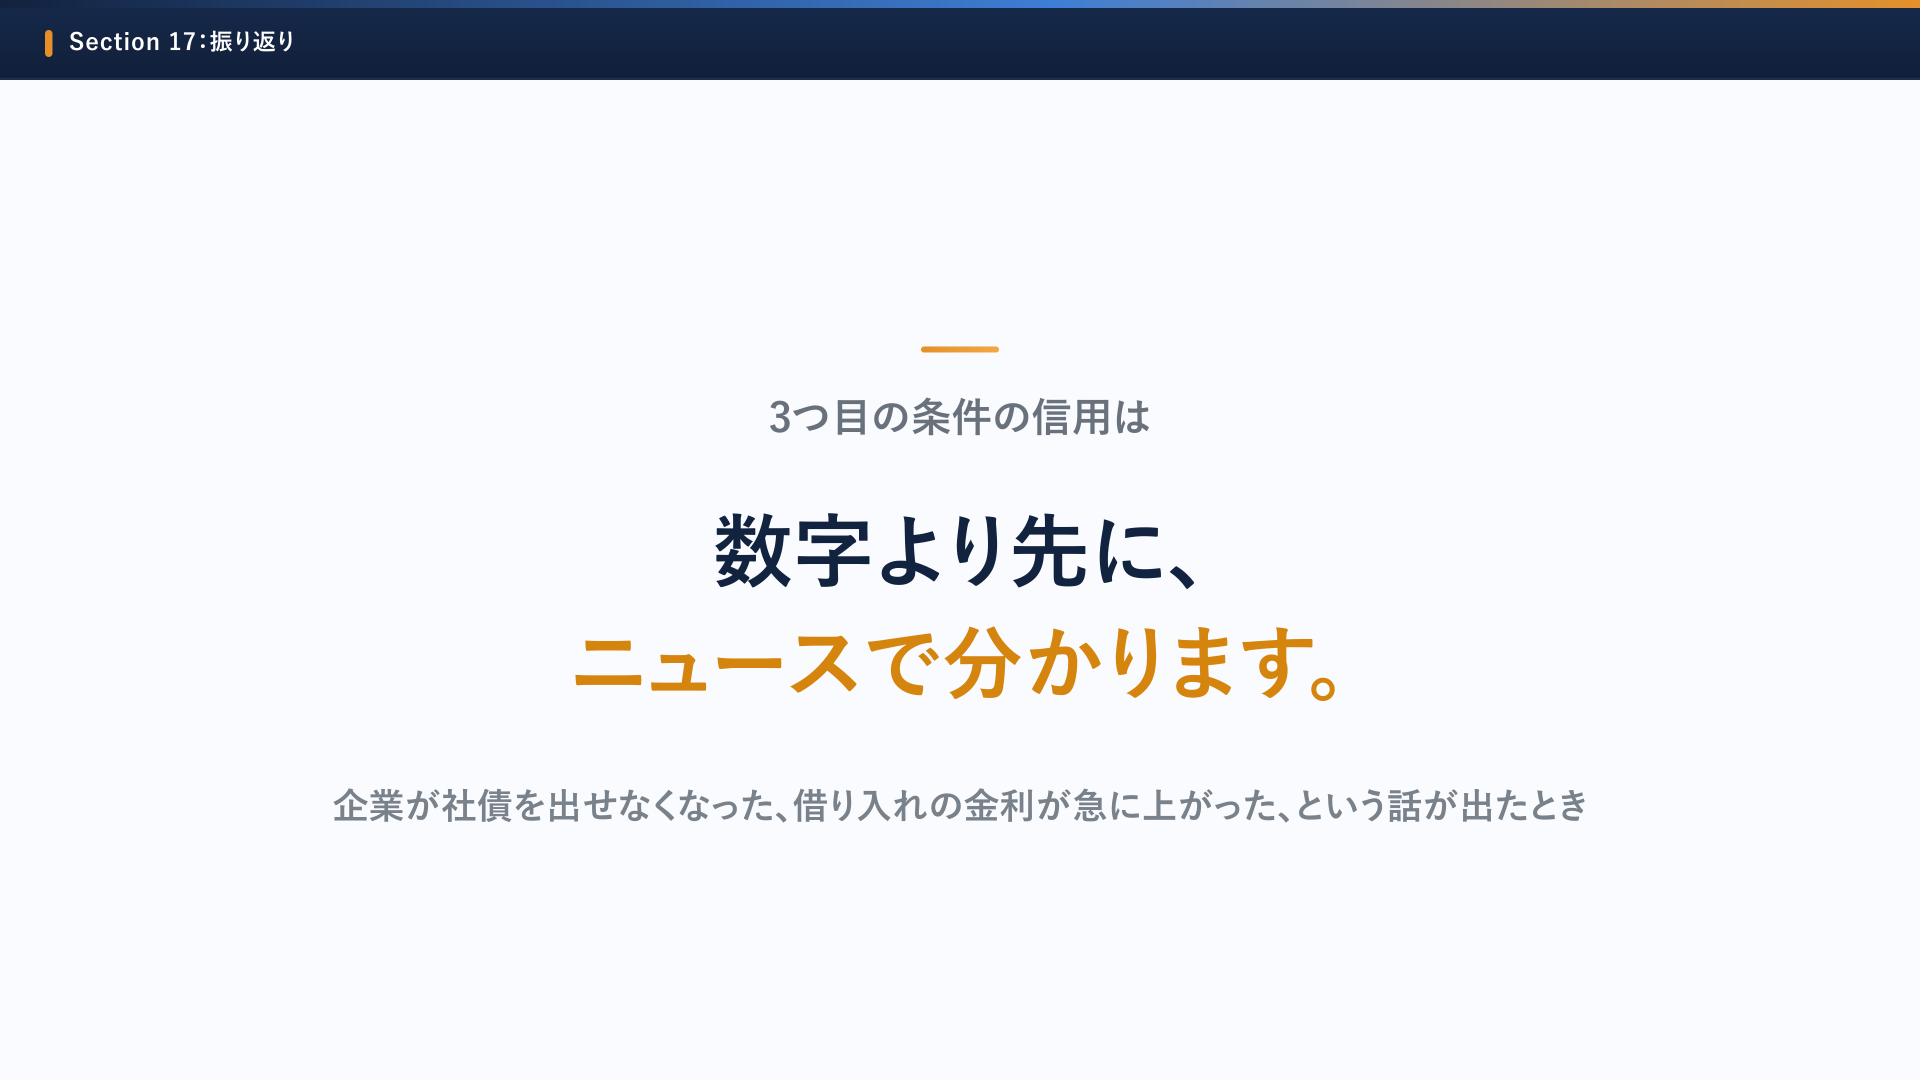 Section 17：振り返り
3つ目の条件の信用は
数字より先に、
ニュースで分かります。
企業が社債を出せなくなった、借り入れの金利が急に上がった、という話が出たとき